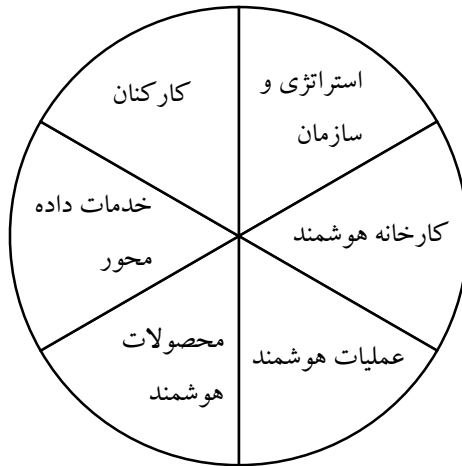 استراتژی و
سازمان
کارخانه هوشمند
عملیات هوشمند
محصولات
هوشمند
خدمات داده
محور
کارکنان